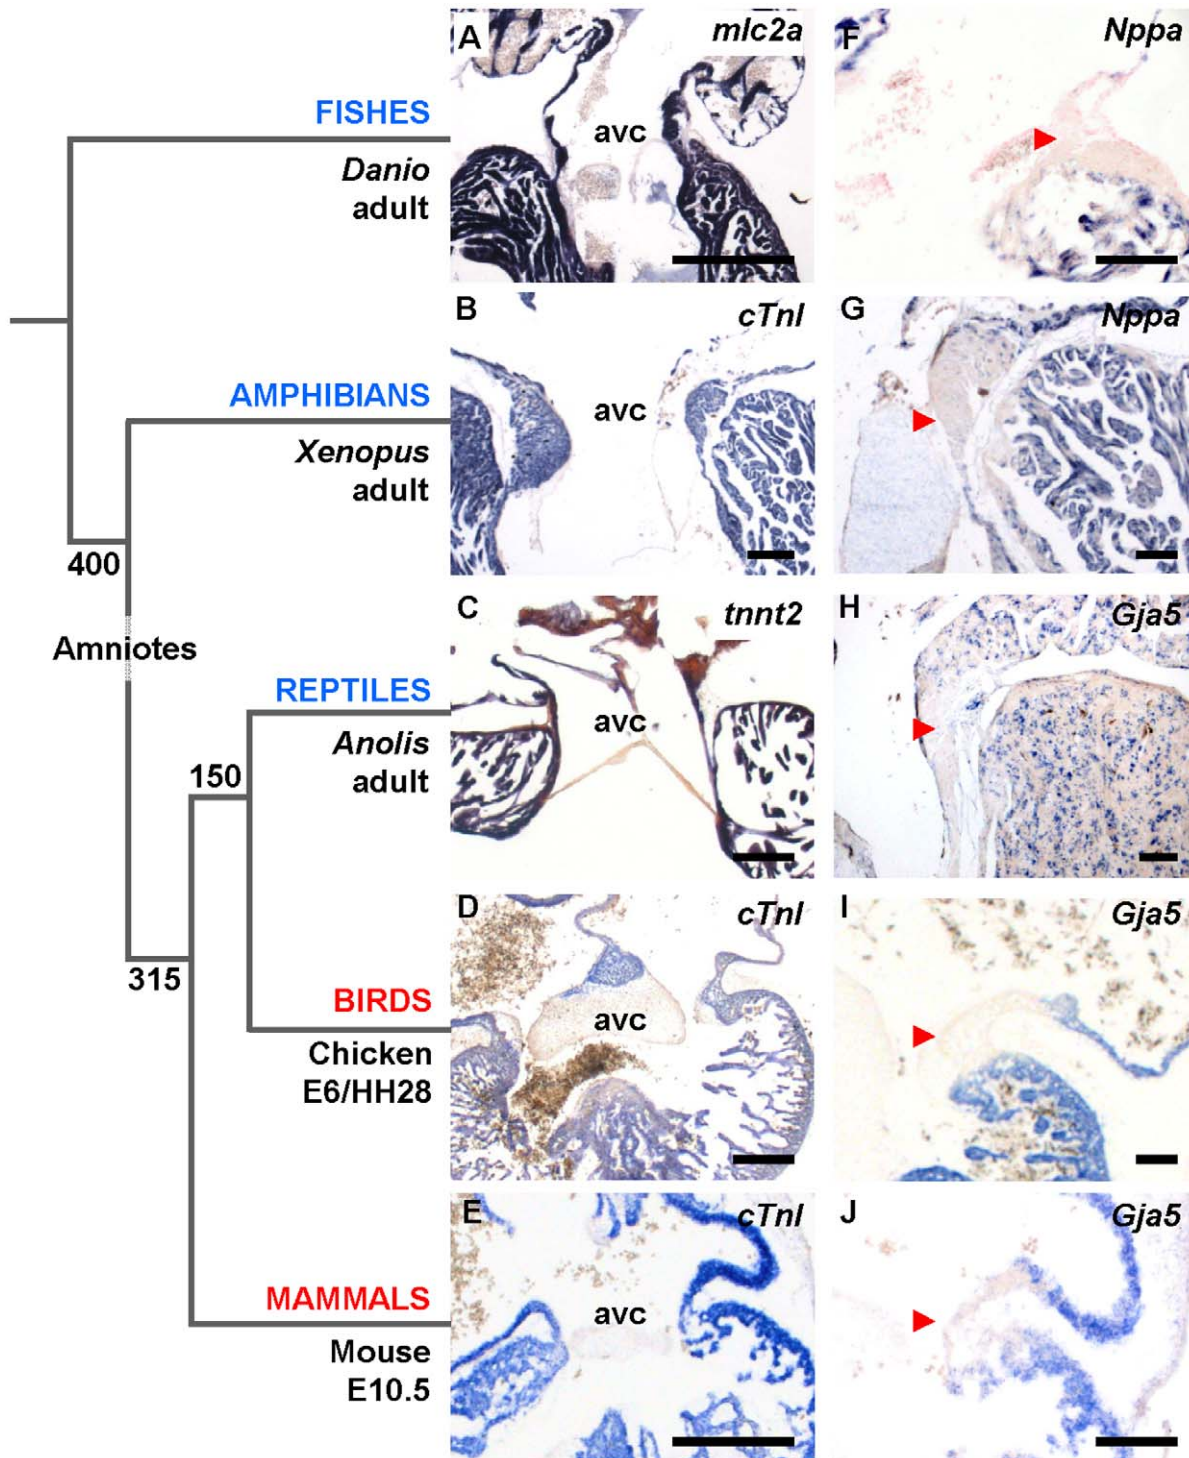 A
mlc2a
F
Nppa
FISHES
avc
Danio
adult
B
cTnI
G
Nppa
AMPHIBIANS
avc
Xenopus
adult
400
C
tnnt2
H
Gja5
Amniotes
REPTILES
avc
Anolis
adult
150
D
cTnI
I
Gja5
315
BIRDS
avc
Chicken
E6/HH28
E
cTnI
J
Gja5
MAMMALS
avc
Mouse
E10.5